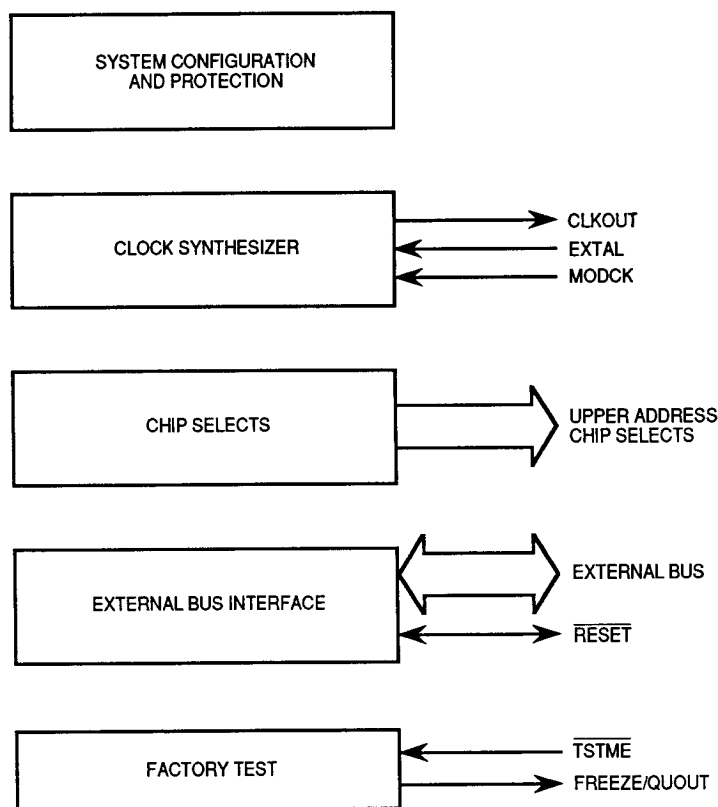 SYSTEM CONFIGURATION
AND PROTECTION
CLOCK SYNTHESIZER
CLKOUT
EXTAL
MODCK
CHIP SELECTS
UPPER ADDRESS
CHIP SELECTS
EXTERNAL BUS INTERFACE
EXTERNAL BUS
RESET
FACTORY TEST
TSTME
FREEZE/QUOUT